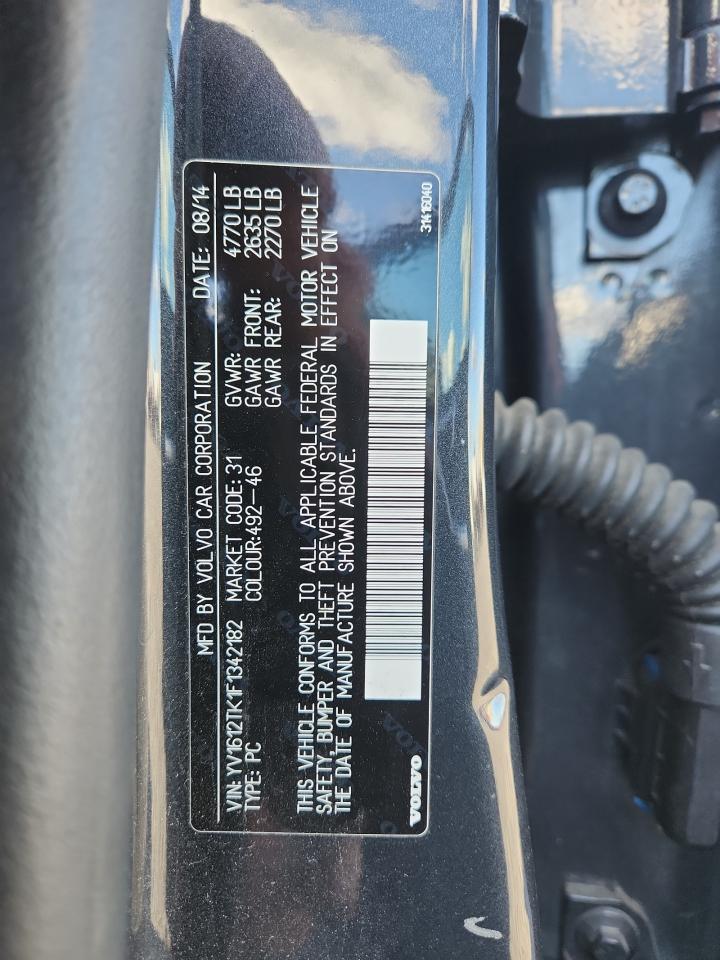 MFD BY VOLVO CAR CORPORATION DATE: 08/14
VIN: YV1612TK1F1342182 MARKET CODE: 31 GVWR: 4770 LB
TYPE: PC COLOUR:492-46 GAWR FRONT: 2635 LB
GAWR REAR: 2270 LB
THIS VEHICLE CONFORMS TO ALL APPLICABLE FEDERAL MOTOR VEHICLE
SAFETY, BUMPER AND THEFT PREVENTION STANDARDS IN EFFECT ON
THE DATE OF MANUFACTURE SHOWN ABOVE.
VOLVO 31416040